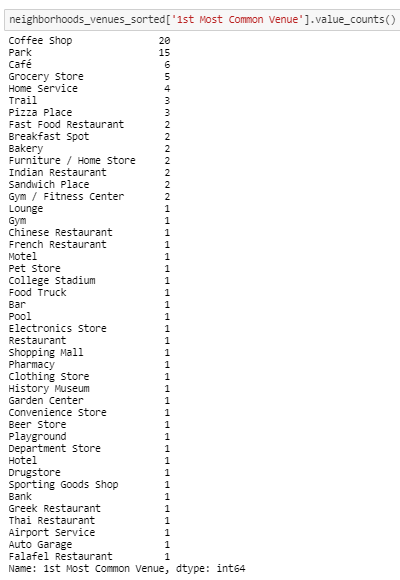 neighborhoods_venues_sorted['1st Most Common Venue'].value_counts()
Coffee Shop 20
Park 15
Café 6
Grocery Store 5
Home Service 4
Trail 3
Pizza Place 3
Fast Food Restaurant 2
Breakfast Spot 2
Bakery 2
Furniture / Home Store 2
Indian Restaurant 2
Sandwich Place 2
Gym / Fitness Center 2
Lounge 1
Gym 1
Chinese Restaurant 1
French Restaurant 1
Motel 1
Pet Store 1
College Stadium 1
Food Truck 1
Bar 1
Pool 1
Electronics Store 1
Restaurant 1
Shopping Mall 1
Pharmacy 1
Clothing Store 1
History Museum 1
Garden Center 1
Convenience Store 1
Beer Store 1
Playground 1
Department Store 1
Hotel 1
Drugstore 1
Sporting Goods Shop 1
Bank 1
Greek Restaurant 1
Thai Restaurant 1
Airport Service 1
Auto Garage 1
Falafel Restaurant 1
Name: 1st Most Common Venue, dtype: int64